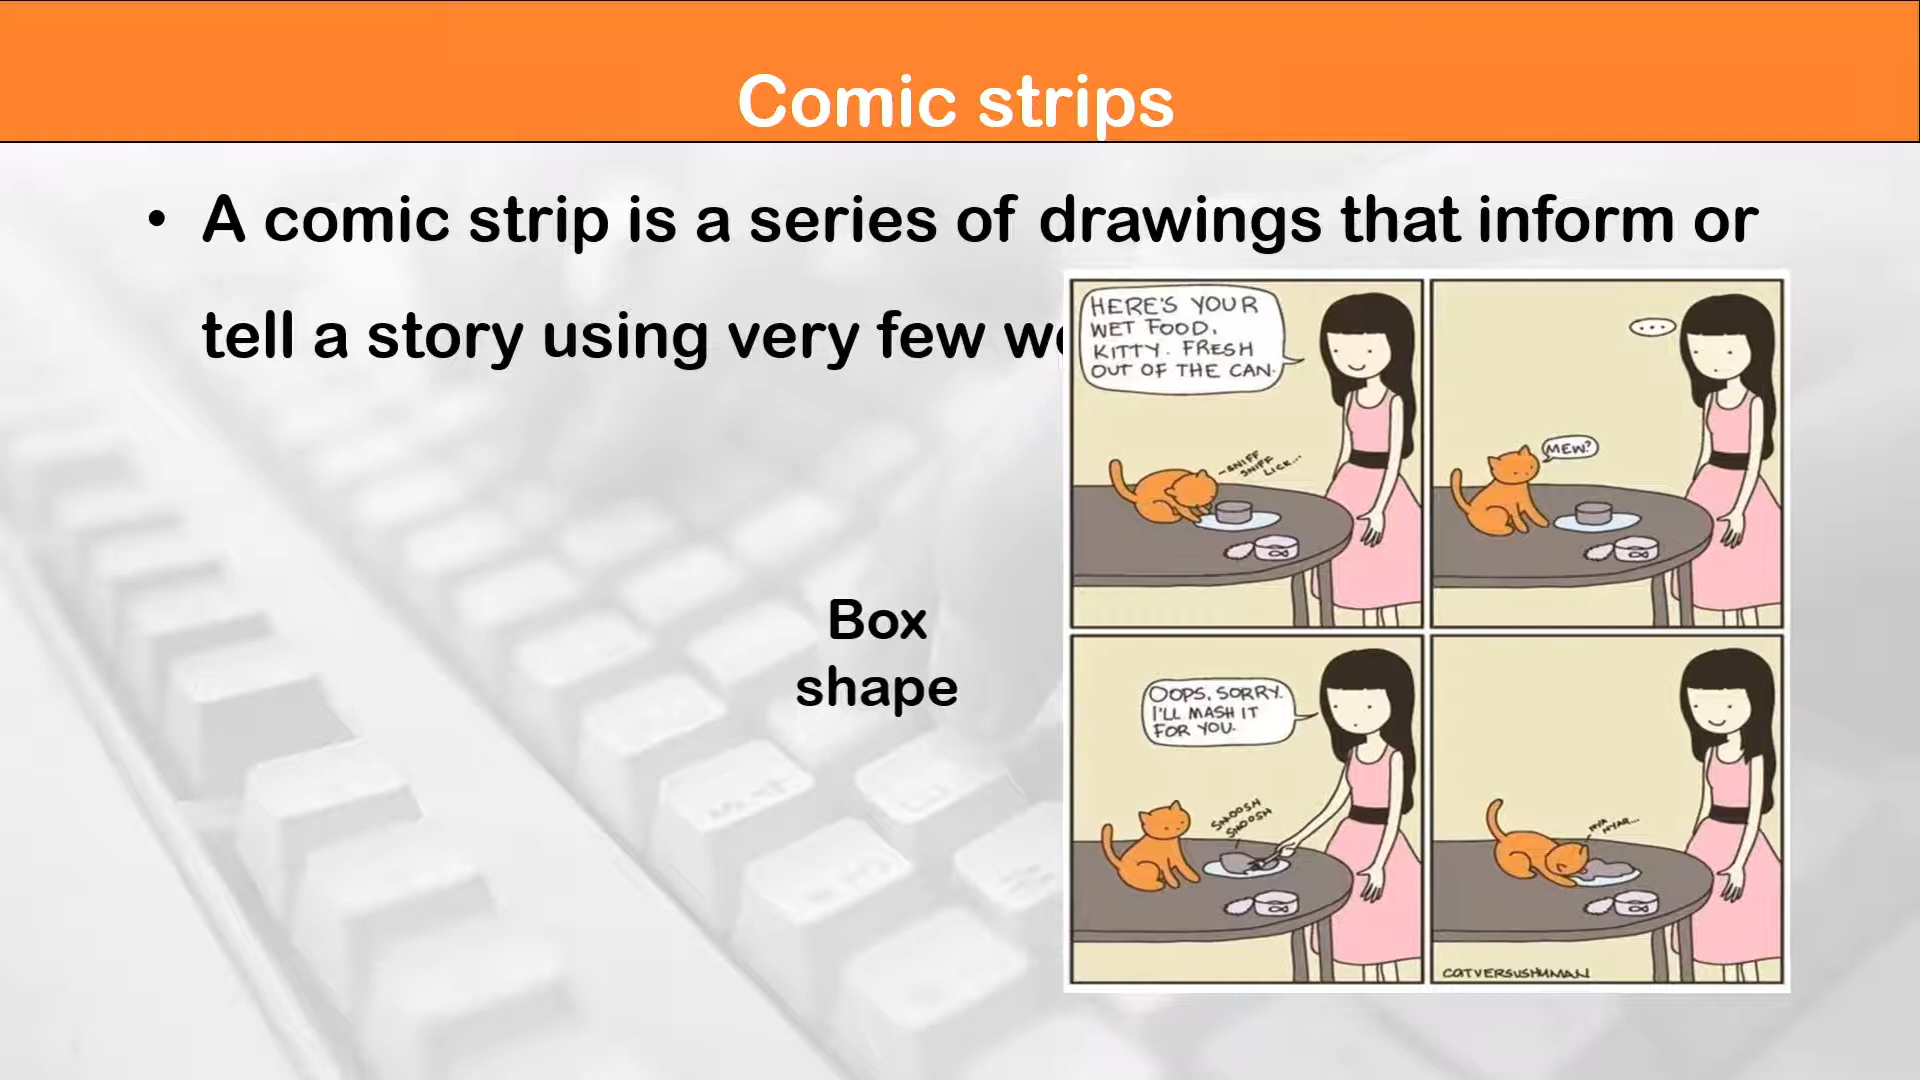 Comic strips
• A comic strip is a series of drawings that inform or
tell a story using very few
Box
shape
HERE'S YOUR
WET FOOD,
KITTY. FRESH
OUT OF THE CAN.
SNIFF
SNIFF
LICK...
...
MEW?
OOPS, SORRY.
I'LL MASH IT
FOR YOU.
SMOOSH
SMOOSH
CATVERSUSHUMAN